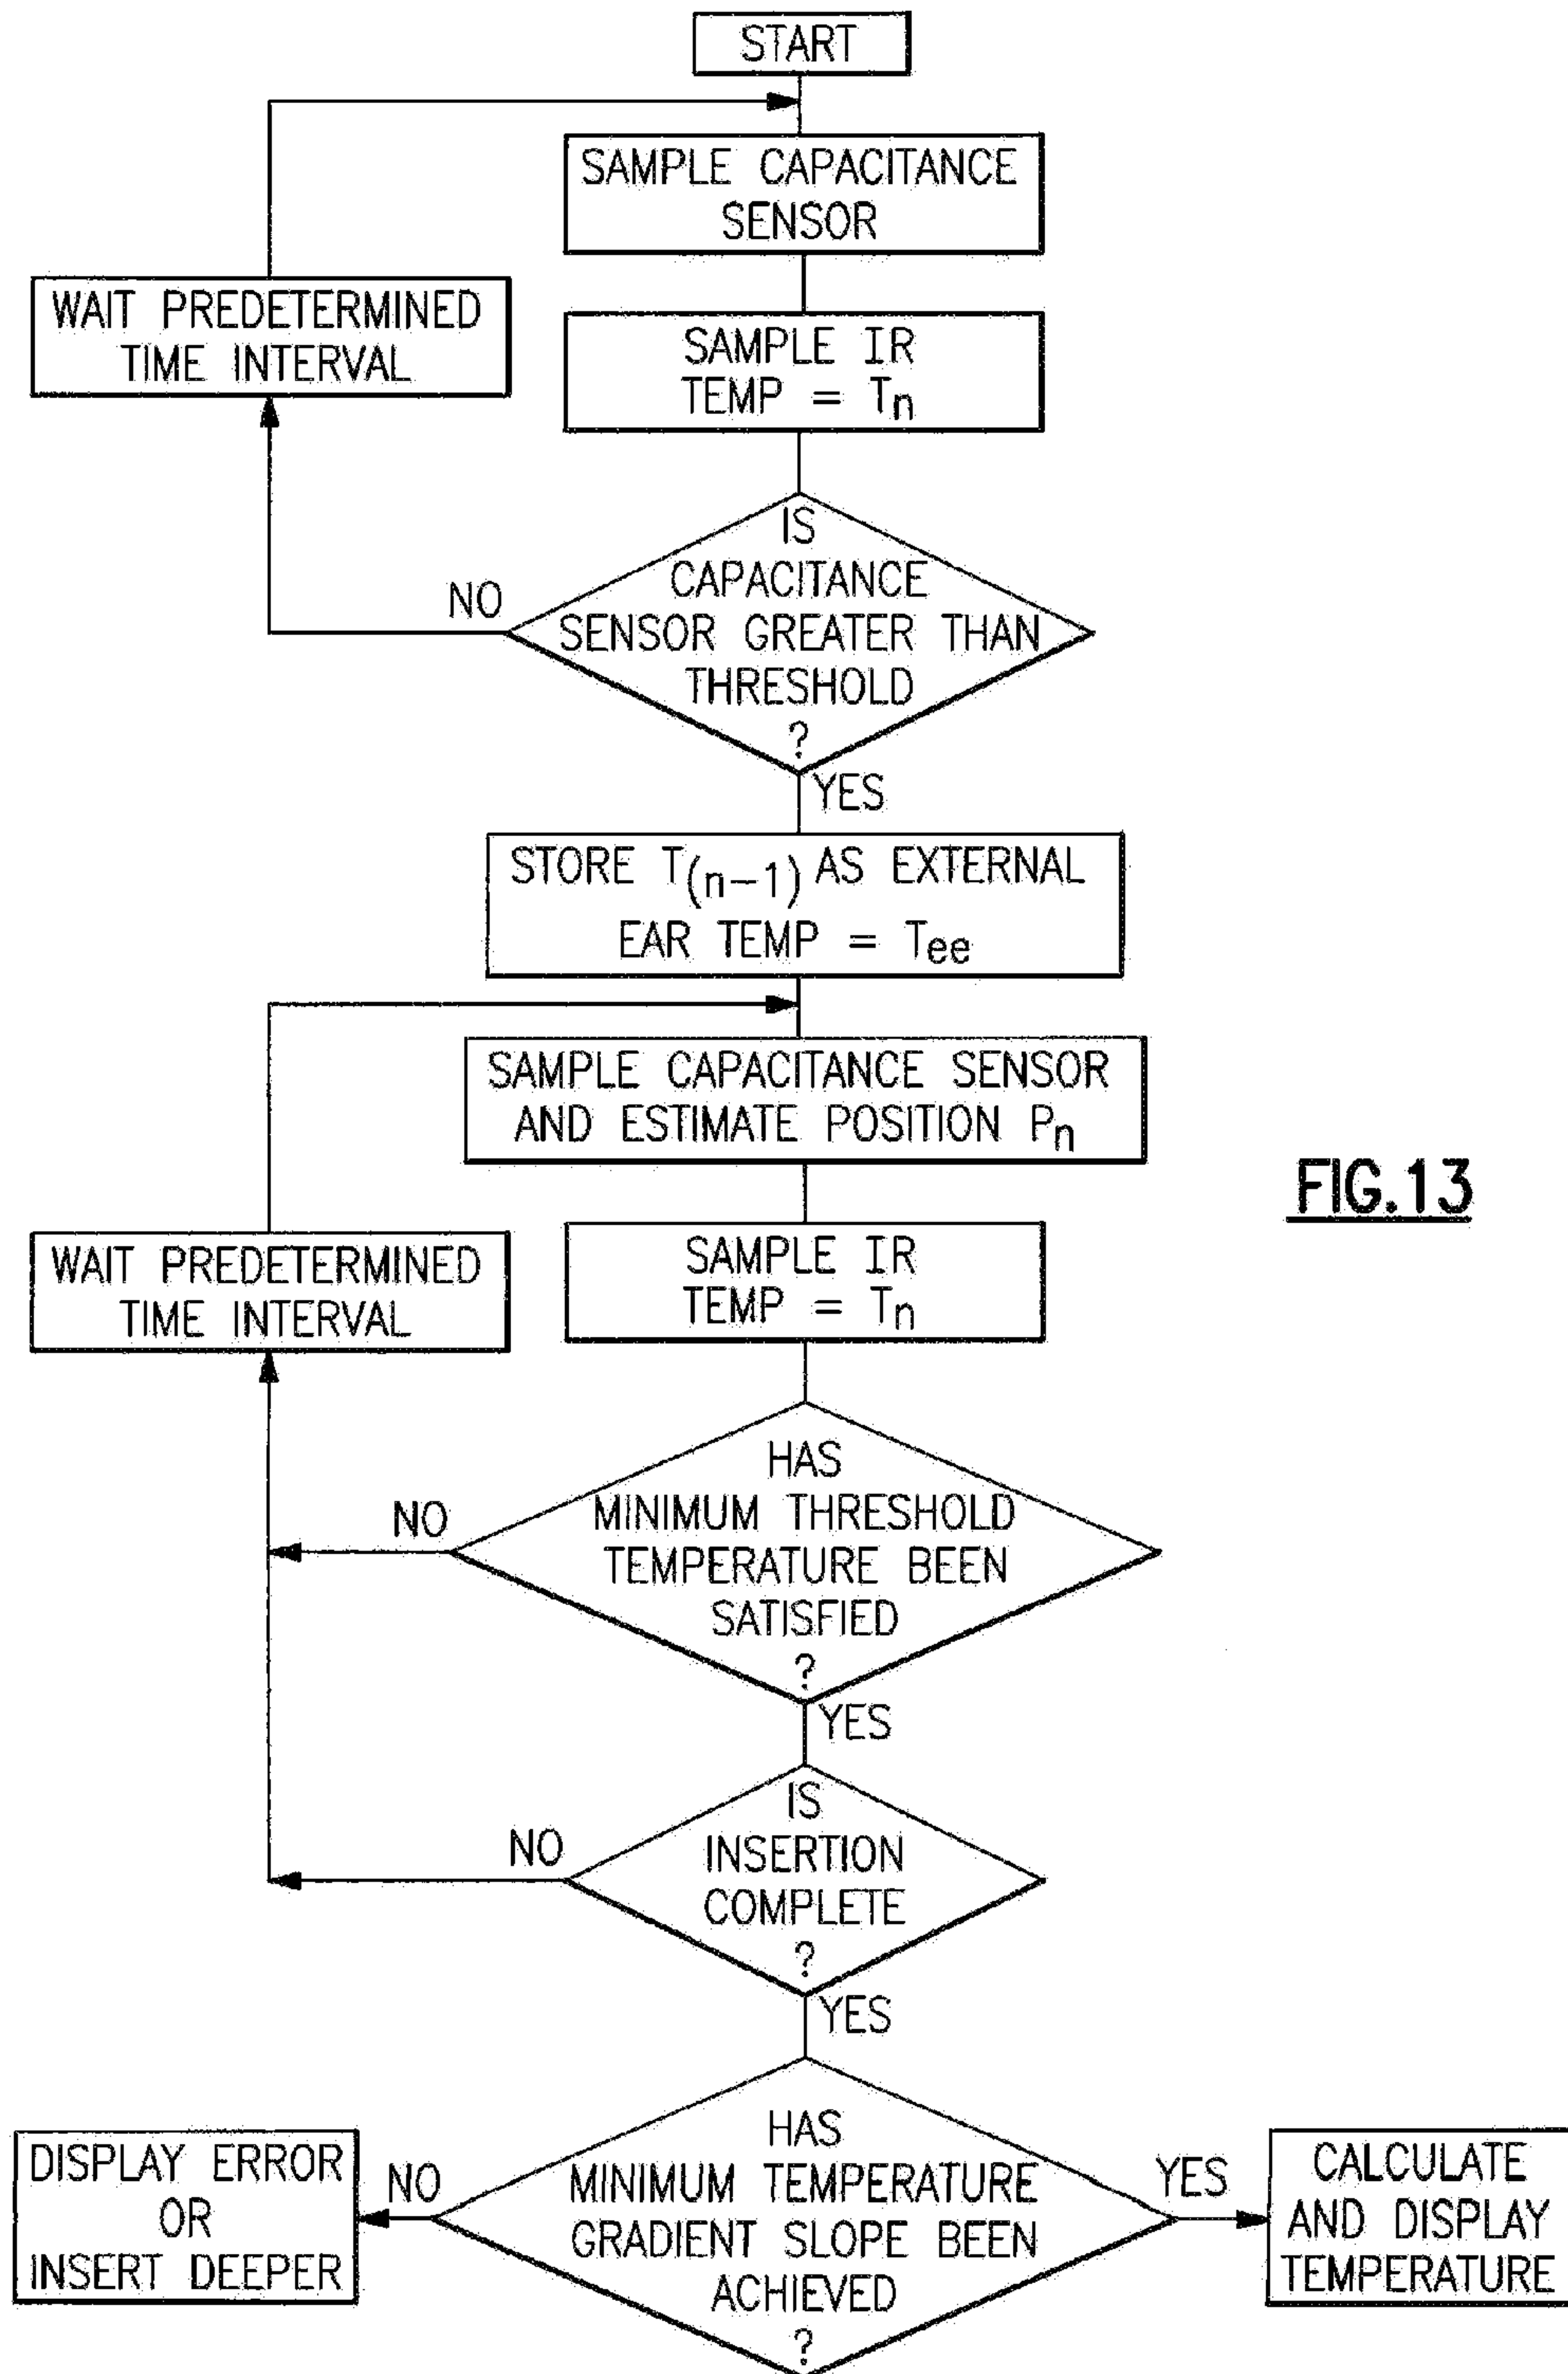 START
SAMPLE CAPACITANCE
SENSOR
WAIT PREDETERMINED
TIME INTERVAL
SAMPLE IR
TEMP = Tn
IS
CAPACITANCE
SENSOR GREATER THAN
THRESHOLD
?
NO
YES
STORE T(n-1) AS EXTERNAL
EAR TEMP = Tee
SAMPLE CAPACITANCE SENSOR
AND ESTIMATE POSITION Pn
FIG.13
WAIT PREDETERMINED
TIME INTERVAL
SAMPLE IR
TEMP = Tn
HAS
MINIMUM THRESHOLD
TEMPERATURE BEEN
SATISFIED
?
NO
YES
IS
INSERTION
COMPLETE
?
NO
YES
HAS
MINIMUM TEMPERATURE
GRADIENT SLOPE BEEN
ACHIEVED
?
NO
DISPLAY ERROR
OR
INSERT DEEPER
YES
CALCULATE
AND DISPLAY
TEMPERATURE